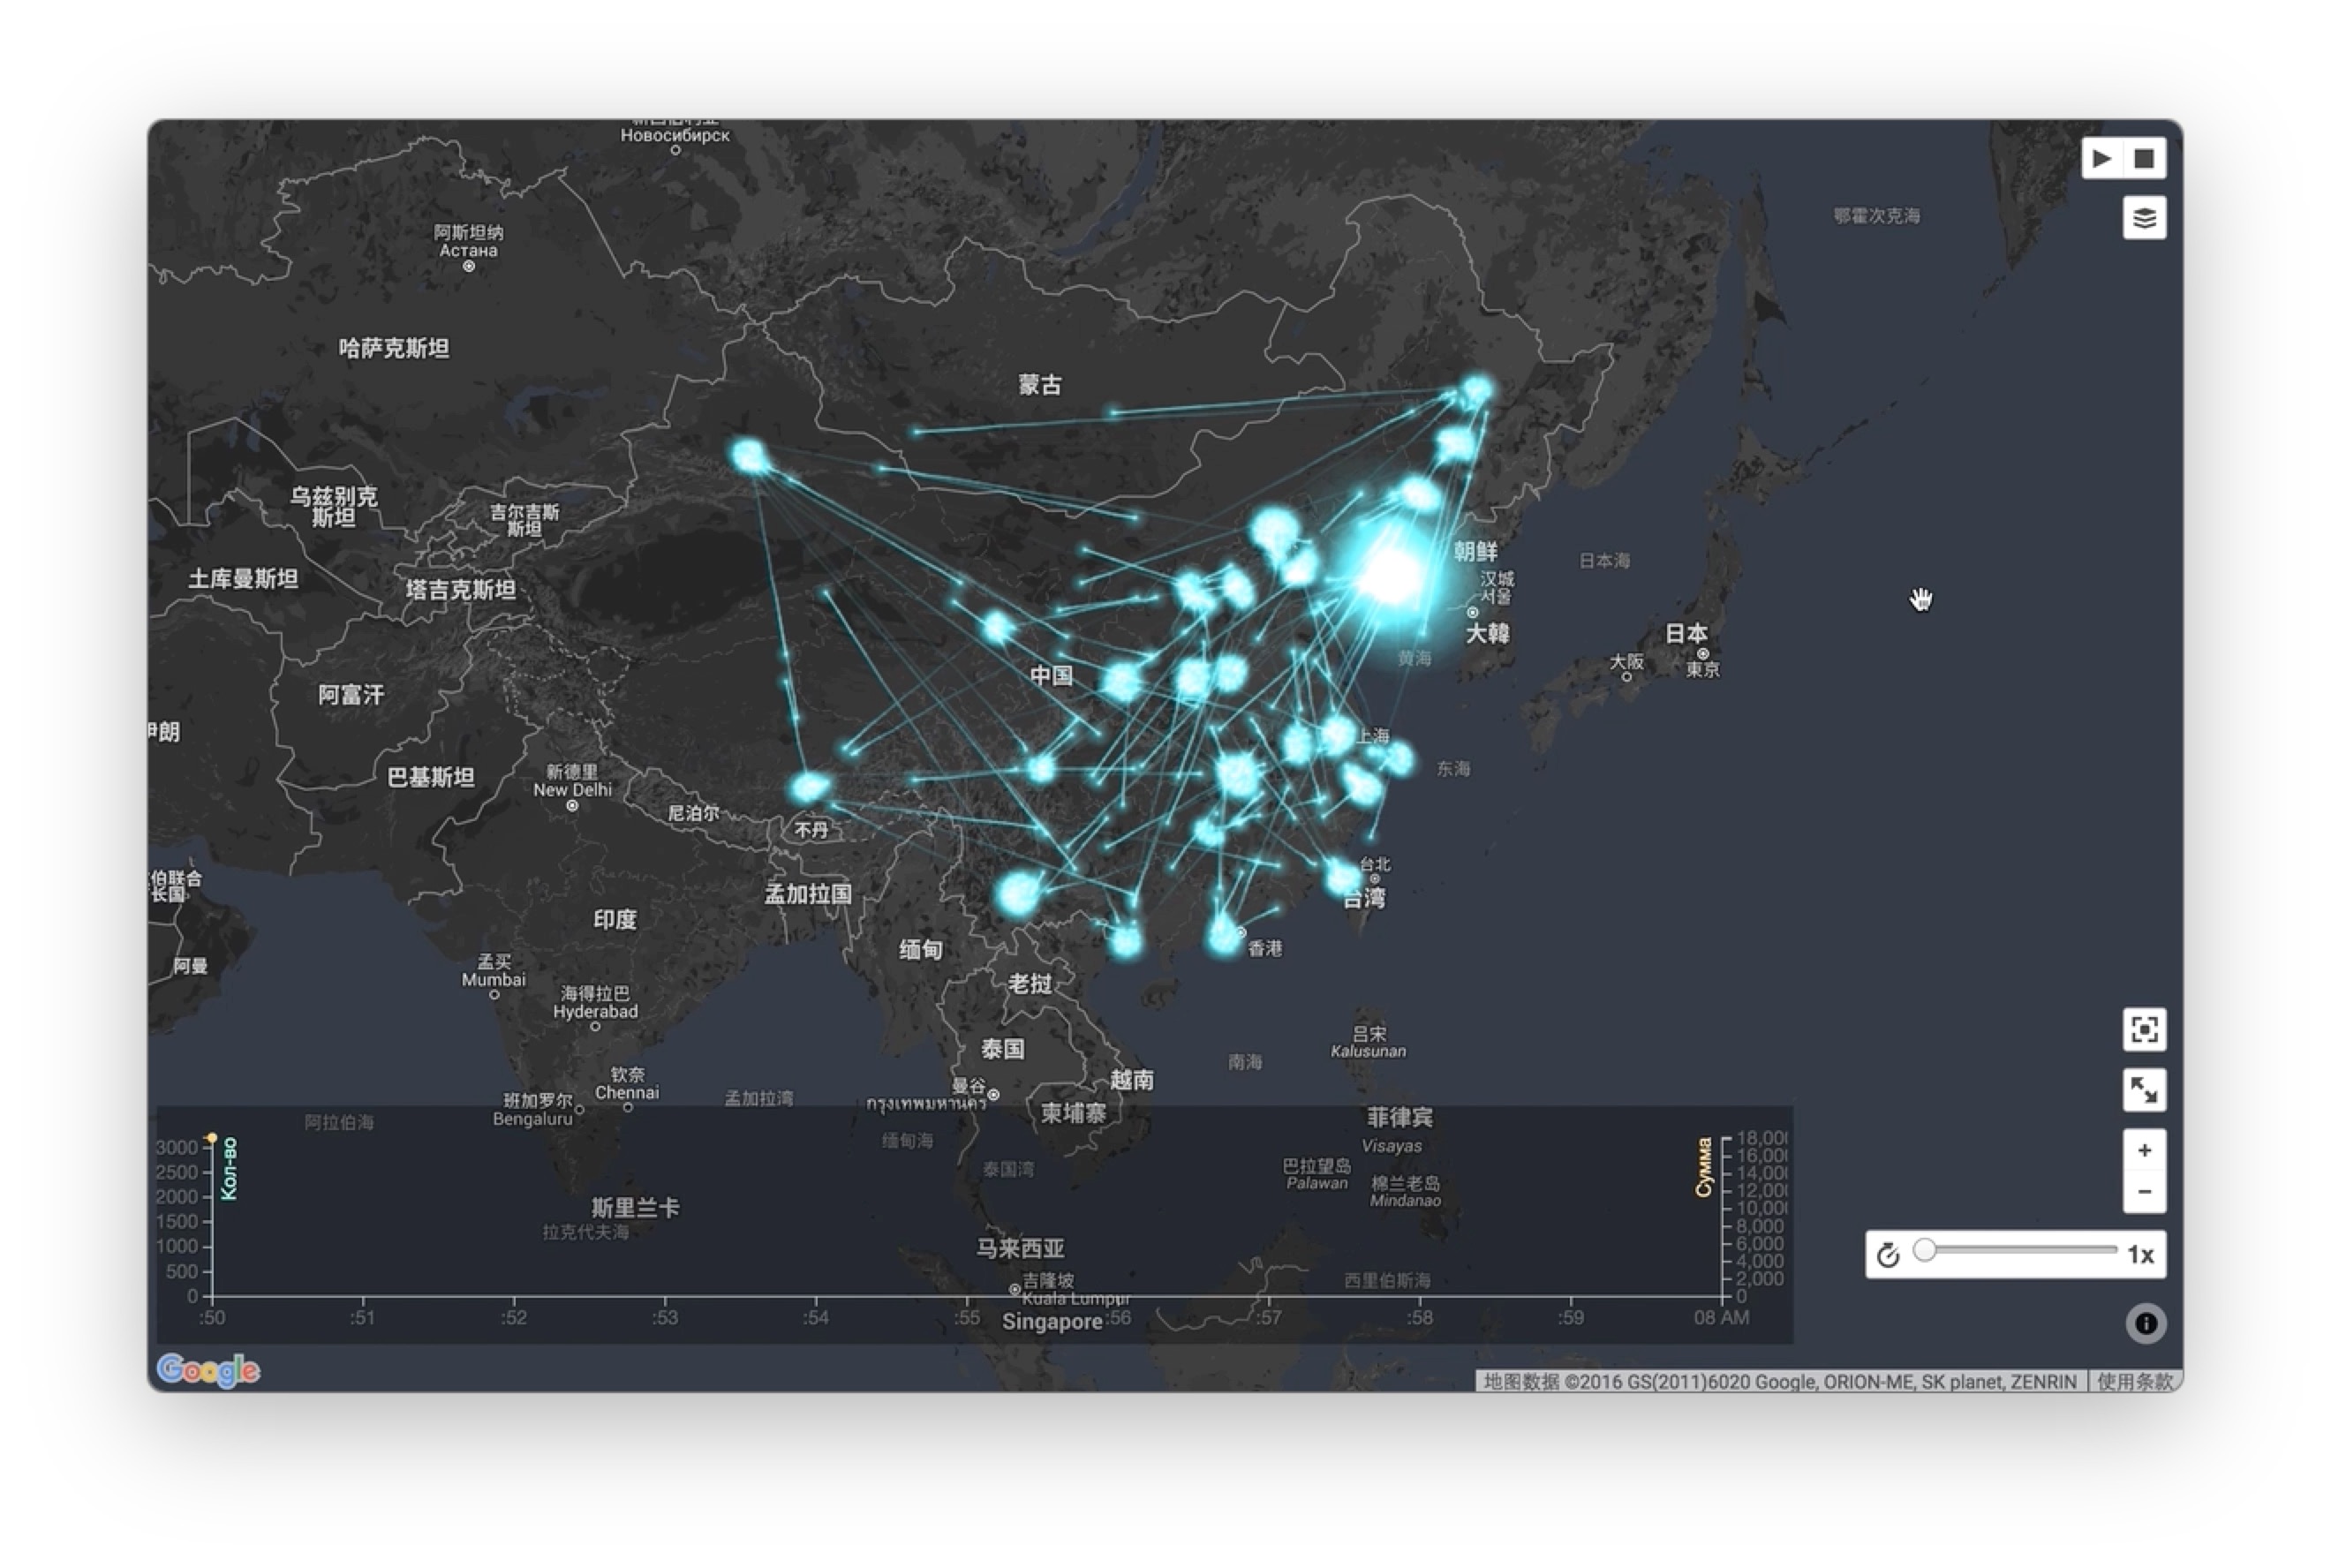 Новосибирск
阿斯坦纳
Астана
鄂霍次克海
哈萨克斯坦
蒙古
乌兹别克
斯坦
吉尔吉斯
斯坦
土库曼斯坦
塔吉克斯坦
朝鲜
汉城
서울
大韓
日本海
日本
東京
大阪
黄海
中国
阿富汗
伊朗
巴基斯坦
新德里
New Delhi
尼泊尔
不丹
上海
东海
台北
台湾
伯联合
长国
孟加拉国
印度
缅甸
香港
阿曼
孟买
Mumbai
海得拉巴
Hyderabad
老挝
泰国
吕宋
Kalusunan
南海
钦奈
Chennai
曼谷
กรุงเทพมหานคร
越南
班加罗尔
Bengaluru
孟加拉湾
柬埔寨
菲律宾
阿拉伯海
缅甸海
Visayas
泰国湾
巴拉望岛
Palawan
棉兰老岛
Mindanao
斯里兰卡
拉克代夫海
马来西亚
吉隆坡
Kuala Lumpur
西里伯斯海
Singapore
3000
2500
2000
1500
1000
500
0
Кол-во
Сумма
18,000
16,000
14,000
12,000
10,000
8,000
6,000
4,000
2,000
0
:50 :51 :52 :53 :54 :55 :56 :57 :58 :59 08 AM
+
−
1x
Google
地图数据 ©2016 GS(2011)6020 Google, ORION-ME, SK planet, ZENRIN
使用条款